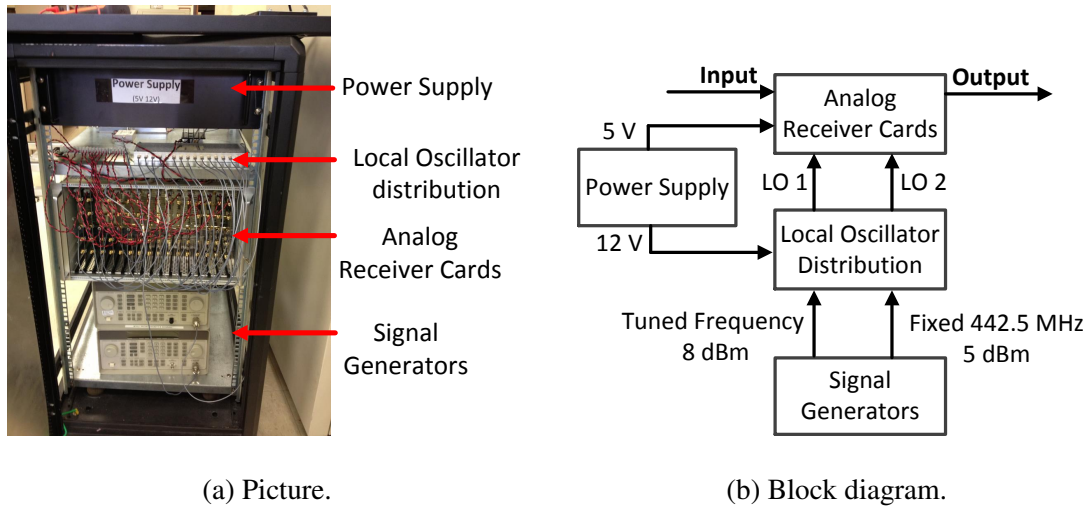 Power Supply
(5V 12V)
Power Supply
Local Oscillator
distribution
Analog
Receiver Cards
Signal
Generators
(a) Picture.
Input
Output
Analog
Receiver Cards
5 V
Power Supply
LO 1
LO 2
12 V
Local Oscillator
Distribution
Tuned Frequency
8 dBm
Fixed 442.5 MHz
5 dBm
Signal
Generators
(b) Block diagram.